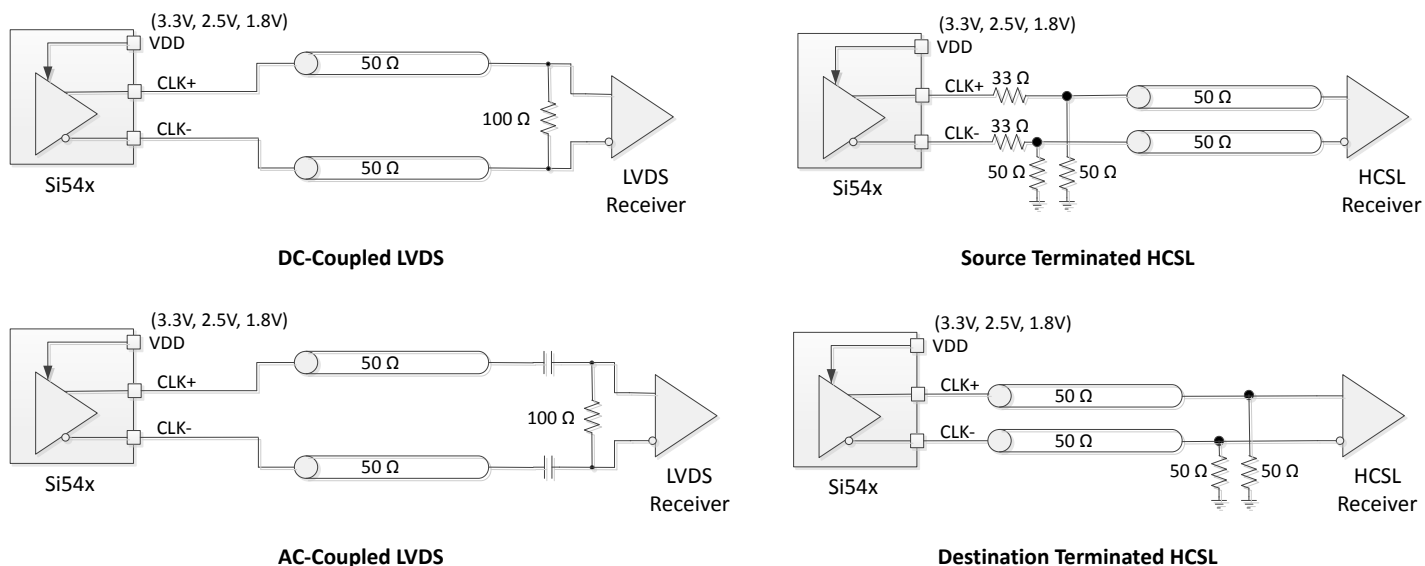 (3.3V, 2.5V, 1.8V)
VDD
CLK+
CLK-
50 Ω
50 Ω
100 Ω
Si54x
LVDS
Receiver
DC-Coupled LVDS
(3.3V, 2.5V, 1.8V)
VDD
CLK+
33 Ω
CLK-
33 Ω
50 Ω
50 Ω
50 Ω
50 Ω
Si54x
HCSL
Receiver
Source Terminated HCSL
(3.3V, 2.5V, 1.8V)
VDD
CLK+
CLK-
50 Ω
50 Ω
100 Ω
Si54x
LVDS
Receiver
AC-Coupled LVDS
(3.3V, 2.5V, 1.8V)
VDD
CLK+
CLK-
50 Ω
50 Ω
50 Ω
50 Ω
Si54x
HCSL
Receiver
Destination Terminated HCSL